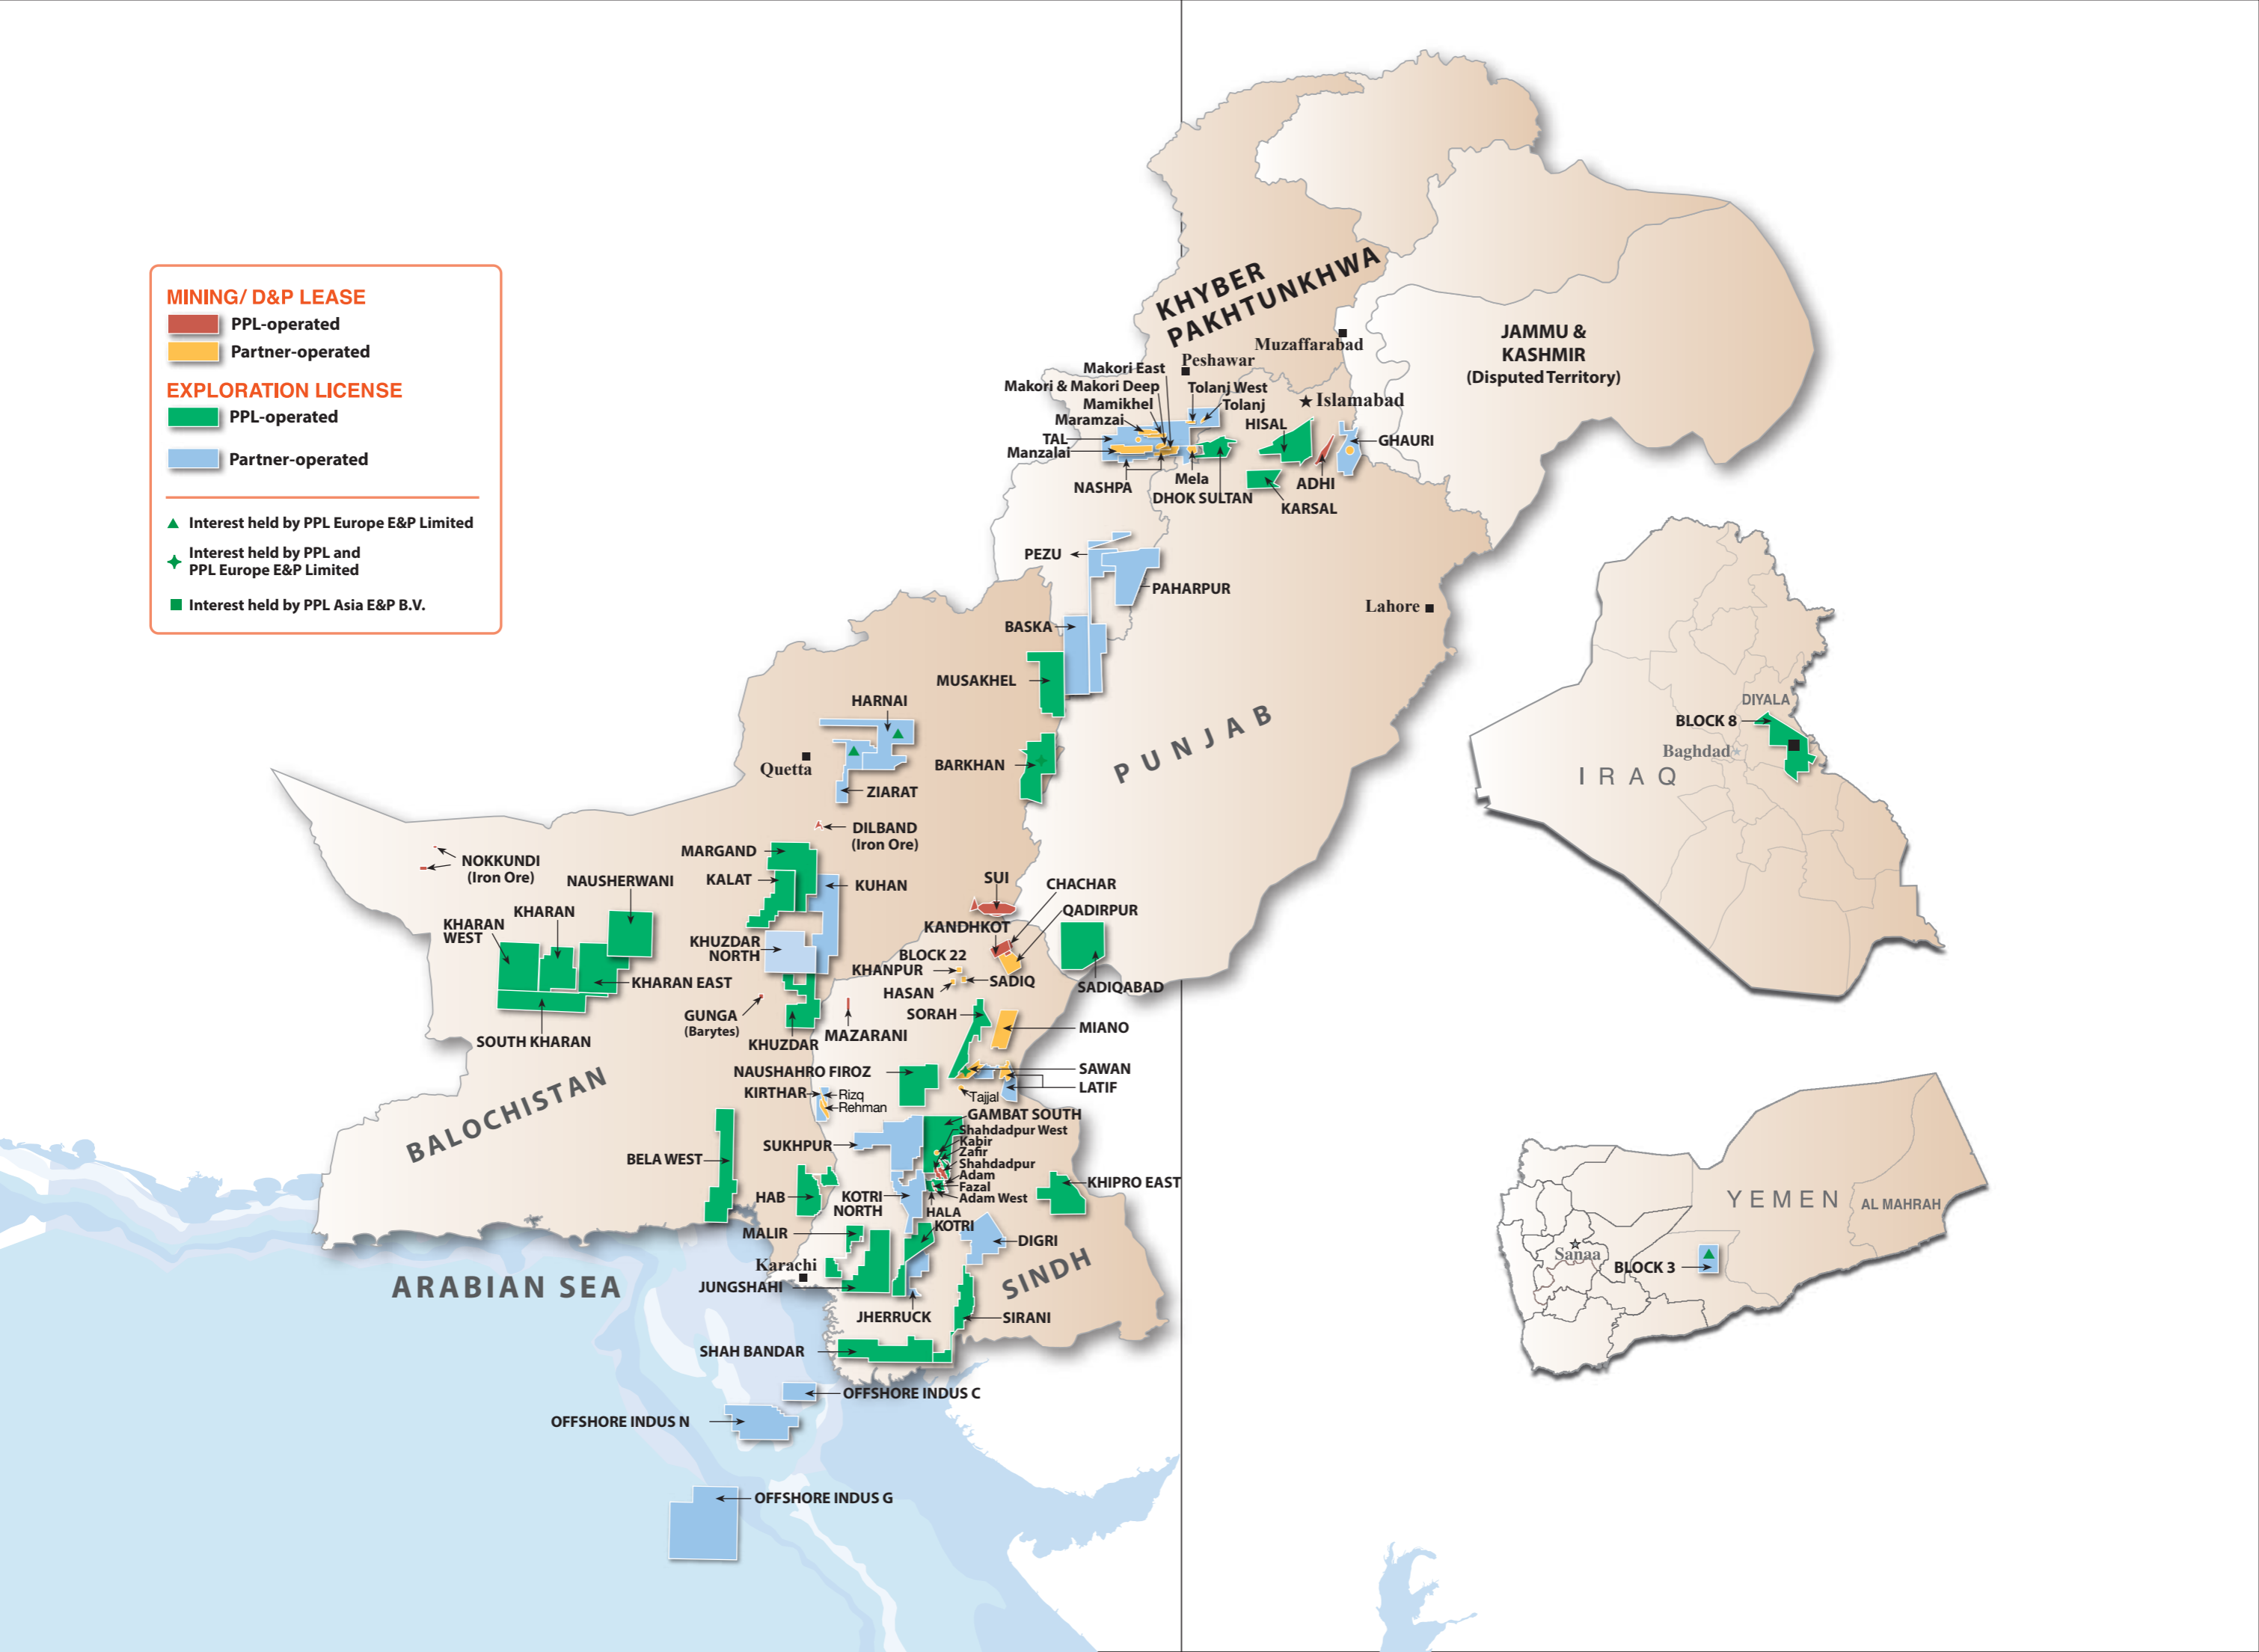 MINING/ D&P LEASE
PPL-operated
Partner-operated
EXPLORATION LICENSE
PPL-operated
Partner-operated
Interest held by PPL Europe E&P Limited
Interest held by PPL and
PPL Europe E&P Limited
Interest held by PPL Asia E&P B.V.
KHYBER
PAKHTUNKHWA
JAMMU &
KASHMIR
(Disputed Territory)
Muzaffarabad
Peshawar
Makori East
Makori & Makori Deep
Tolanj West
Mamikhel
Tolanj
Islamabad
Maramzai
HISAL
TAL
GHAURI
Manzalai
Mela
ADHI
NASHPA
DHOK SULTAN
KARSAL
PEZU
PAHARPUR
Lahore
BASKA
MUSAKHEL
HARNAI
PUNJAB
BARKHAN
Quetta
ZIARAT
DILBAND
(Iron Ore)
MARGAND
NOKKUNDI
(Iron Ore)
KALAT
KUHAN
NAUSHERWANI
SUI
CHACHAR
KHARAN
QADIRPUR
KHARAN
WEST
KANDHKOT
KHUZDAR
NORTH
BLOCK 22
KHANPUR
KHARAN EAST
SADIQ
SADIQABAD
HASAN
GUNGA
(Barytes)
SORAH
MAZARANI
MIANO
SOUTH KHARAN
KHUZDAR
BALOCHISTAN
NAUSHAHRO FIROZ
SAWAN
LATIF
KIRTHAR
Rizq
Rehman
Tajjal
GAMBAT SOUTH
Shahdadpur West
Kabir
Zafir
Shahdadpur
Adam
Fazal
Adam West
SUKHPUR
BELA WEST
KHIPRO EAST
HAB
KOTRI
NORTH
HALA
KOTRI
MALIR
DIGRI
Karachi
SINDH
ARABIAN SEA
JUNGSHAHI
JHERRUCK
SIRANI
SHAH BANDAR
OFFSHORE INDUS C
OFFSHORE INDUS N
OFFSHORE INDUS G
DIYALA
BLOCK 8
Baghdad
IRAQ
YEMEN
AL MAHRAH
Sanaa
BLOCK 3